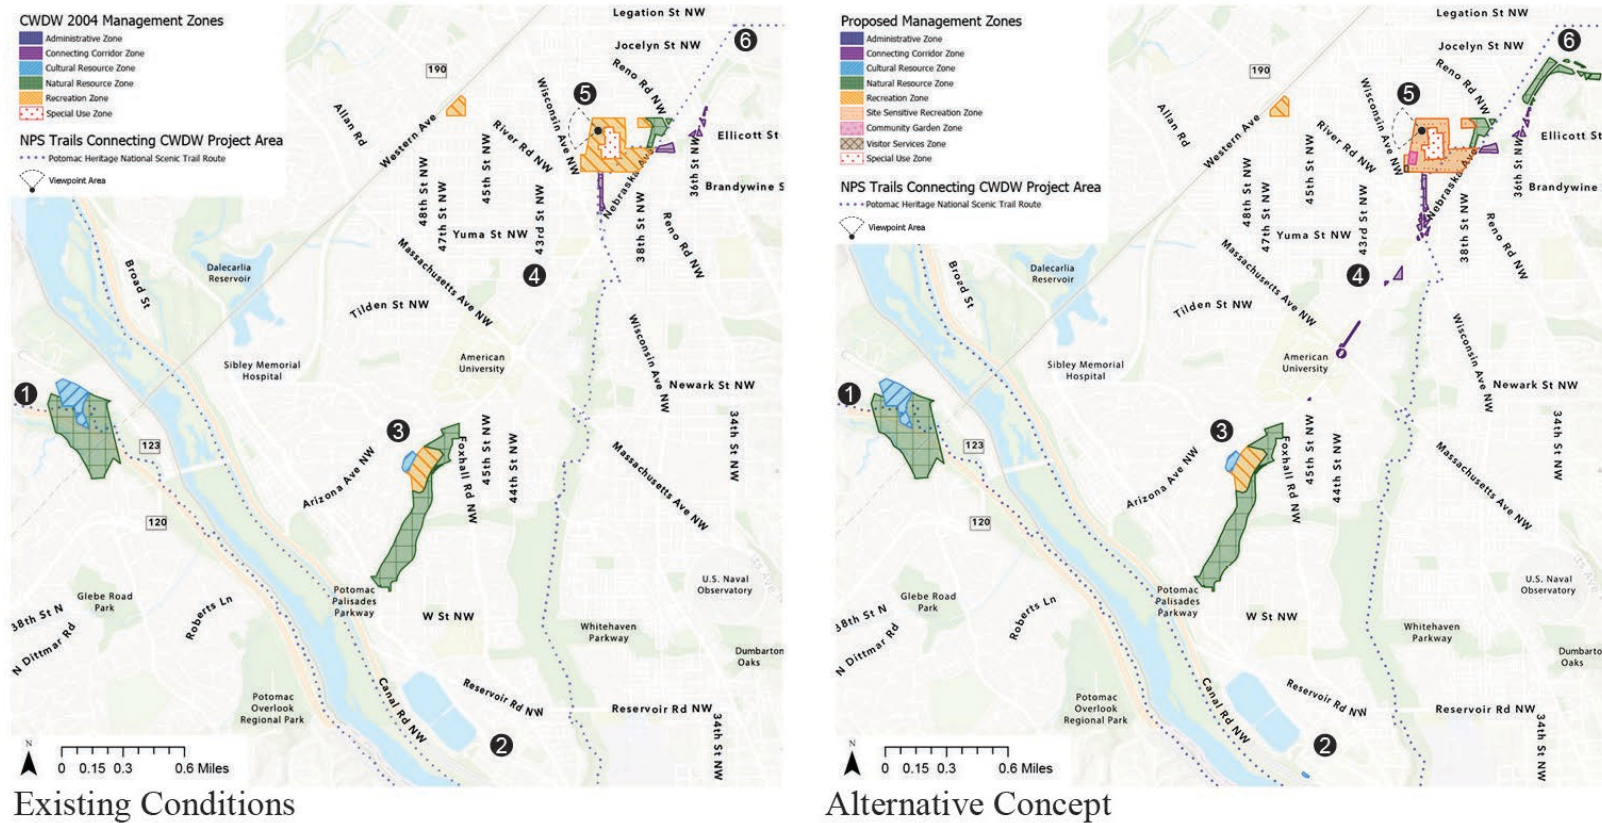 CWDW 2004 Management Zones
Administrative Zone
Connecting Corridor Zone
Cultural Resource Zone
Natural Resource Zone
Recreation Zone
Special Use Zone
NPS Trails Connecting CWDW Project Area
Potomac Heritage National Scenic Trail Route
Viewpoint Area
Legation St NW
6
Jocelyn St NW
Reno Rd NW
190
Wisconsin Ave NW
5
Allan Rd
Western Ave
River Rd NW
Ellicott St
36th St NW
48th St NW
45th St NW
Nebraska Ave
Brandywine S
47th St NW
43rd St NW
38th St NW
Reno Rd NW
Yuma St NW
Massachusetts Ave NW
Broad St
Dalecarlia
Reservoir
4
Tilden St NW
Wisconsin Ave NW
Sibley Memorial
Hospital
American
University
Newark St NW
1
3
34th St NW
123
Arizona Ave NW
Foxhall Rd NW
45th St NW
44th St NW
Massachusetts Ave NW
120
U.S. Naval
Observatory
Glebe Road
Park
38th St N
N Dittmar Rd
Roberts Ln
Potomac
Palisades
Parkway
W St NW
Whitehaven
Parkway
Dumbarton
Oaks
Potomac
Overlook
Regional Park
Canal Rd NW
Reservoir Rd NW
Reservoir Rd NW
34th St NW
2
N
0 0.15 0.3 0.6 Miles
Existing Conditions
Proposed Management Zones
Administrative Zone
Connecting Corridor Zone
Cultural Resource Zone
Natural Resource Zone
Recreation Zone
Site Sensitive Recreation Zone
Community Garden Zone
Visitor Services Zone
Special Use Zone
NPS Trails Connecting CWDW Project Area
Potomac Heritage National Scenic Trail Route
Viewpoint Area
Legation St NW
6
Jocelyn St NW
Reno Rd NW
190
Wisconsin Ave NW
5
Allan Rd
Western Ave
River Rd NW
Ellicott St
36th St NW
48th St NW
45th St NW
Nebraska Ave
Brandywine
47th St NW
43rd St NW
38th St NW
Reno Rd NW
Yuma St NW
Massachusetts Ave NW
Broad St
Dalecarlia
Reservoir
4
Tilden St NW
Wisconsin Ave NW
Sibley Memorial
Hospital
American
University
Newark St NW
1
3
34th St NW
123
Arizona Ave NW
Foxhall Rd NW
45th St NW
44th St NW
Massachusetts Ave NW
120
U.S. Naval
Observatory
Glebe Road
Park
38th St N
N Dittmar Rd
Roberts Ln
Potomac
Palisades
Parkway
W St NW
Whitehaven
Parkway
Dumbarton
Oaks
Potomac
Overlook
Regional Park
Canal Rd NW
Reservoir Rd NW
Reservoir Rd NW
34th St NW
2
N
0 0.15 0.3 0.6 Miles
Alternative Concept